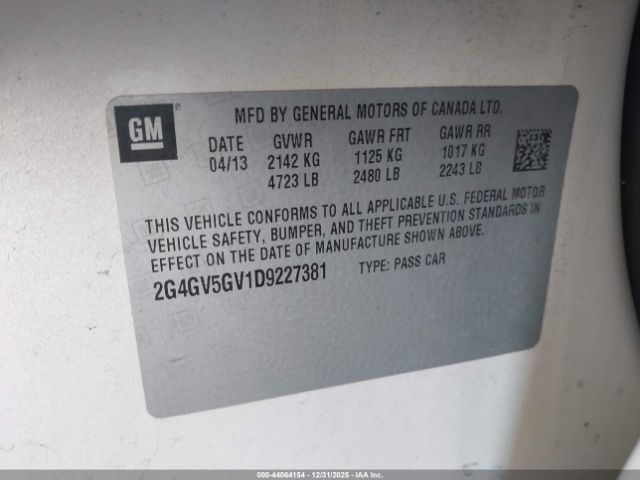 GM
MFD BY GENERAL MOTORS OF CANADA LTD.
DATE GVWR GAWR FRT GAWR RR
04/13 2142 KG 1125 KG 1017 KG
4723 LB 2480 LB 2243 LB
THIS VEHICLE CONFORMS TO ALL APPLICABLE U.S. FEDERAL MOTOR
VEHICLE SAFETY, BUMPER, AND THEFT PREVENTION STANDARDS IN
EFFECT ON THE DATE OF MANUFACTURE SHOWN ABOVE.
2G4GV5GV1D9227381 TYPE: PASS CAR
000-44064154 - 12/31/2025 - IAA Inc.